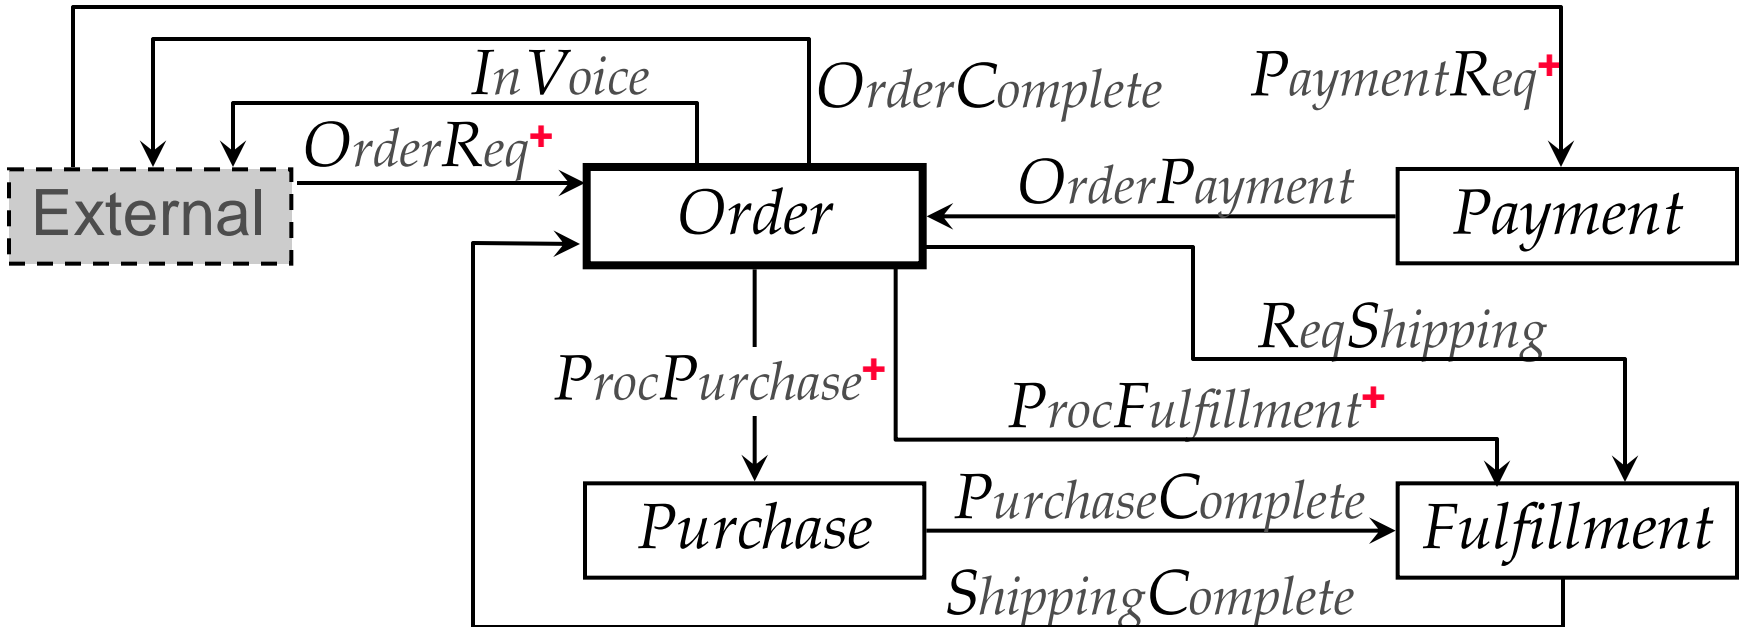 InVoice
OrderComplete
PaymentReq+
OrderReq+
External
Order
OrderPayment
Payment
ReqShipping
ProcPurchase+
ProcFulfillment+
Purchase
PurchaseComplete
Fulfillment
ShippingComplete